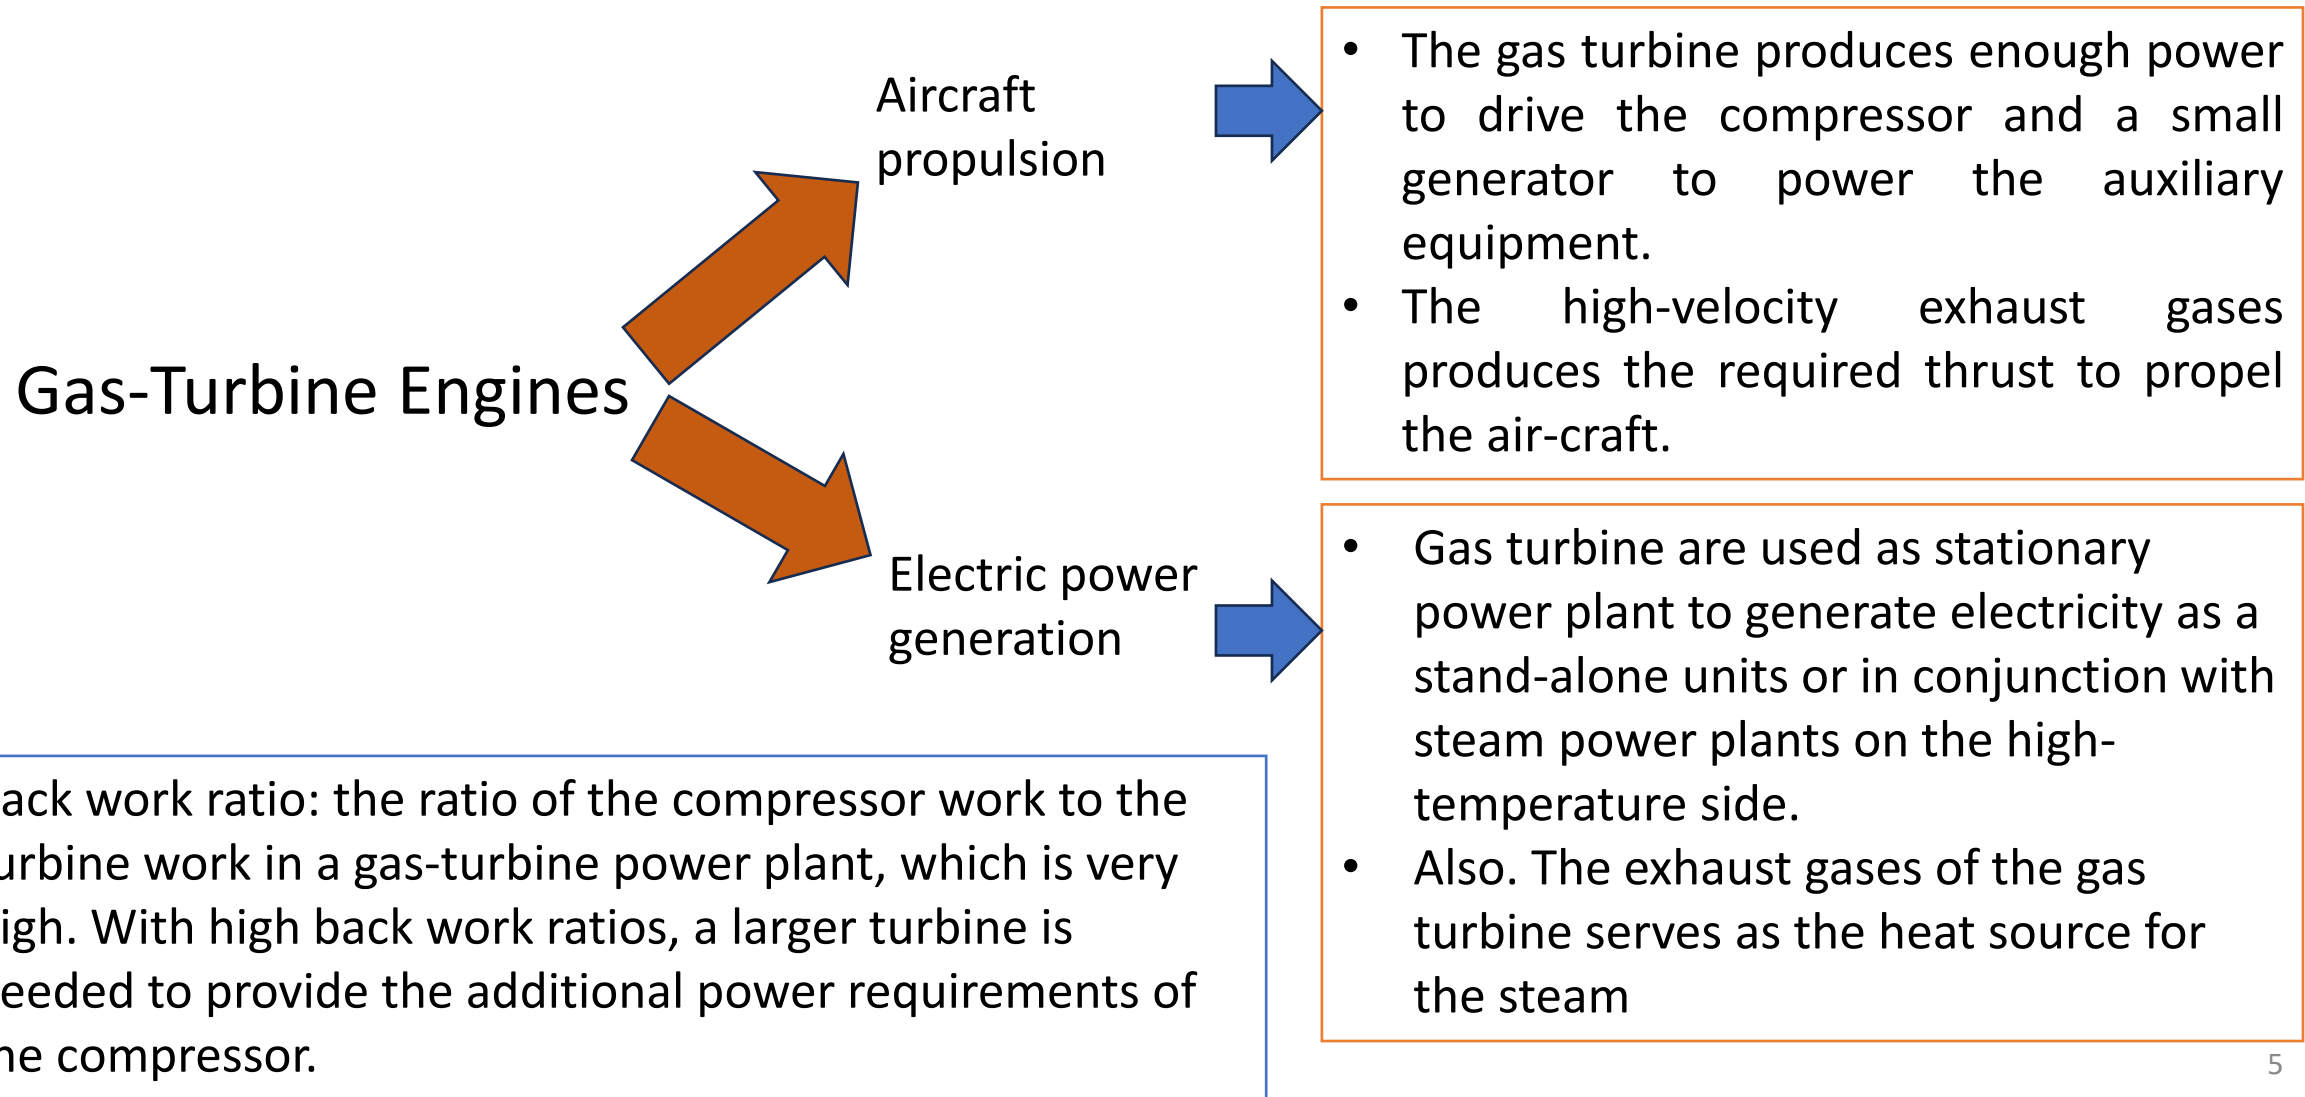 Aircraft
propulsion
• The gas turbine produces enough power
to drive the compressor and a small
generator to power the auxiliary
equipment.
• The high-velocity exhaust gases
produces the required thrust to propel
the air-craft.
Gas-Turbine Engines
Electric power
generation
• Gas turbine are used as stationary
power plant to generate electricity as a
stand-alone units or in conjunction with
steam power plants on the high-
temperature side.
• Also. The exhaust gases of the gas
turbine serves as the heat source for
the steam
ack work ratio: the ratio of the compressor work to the
urbine work in a gas-turbine power plant, which is very
igh. With high back work ratios, a larger turbine is
eeded to provide the additional power requirements of
he compressor.
5